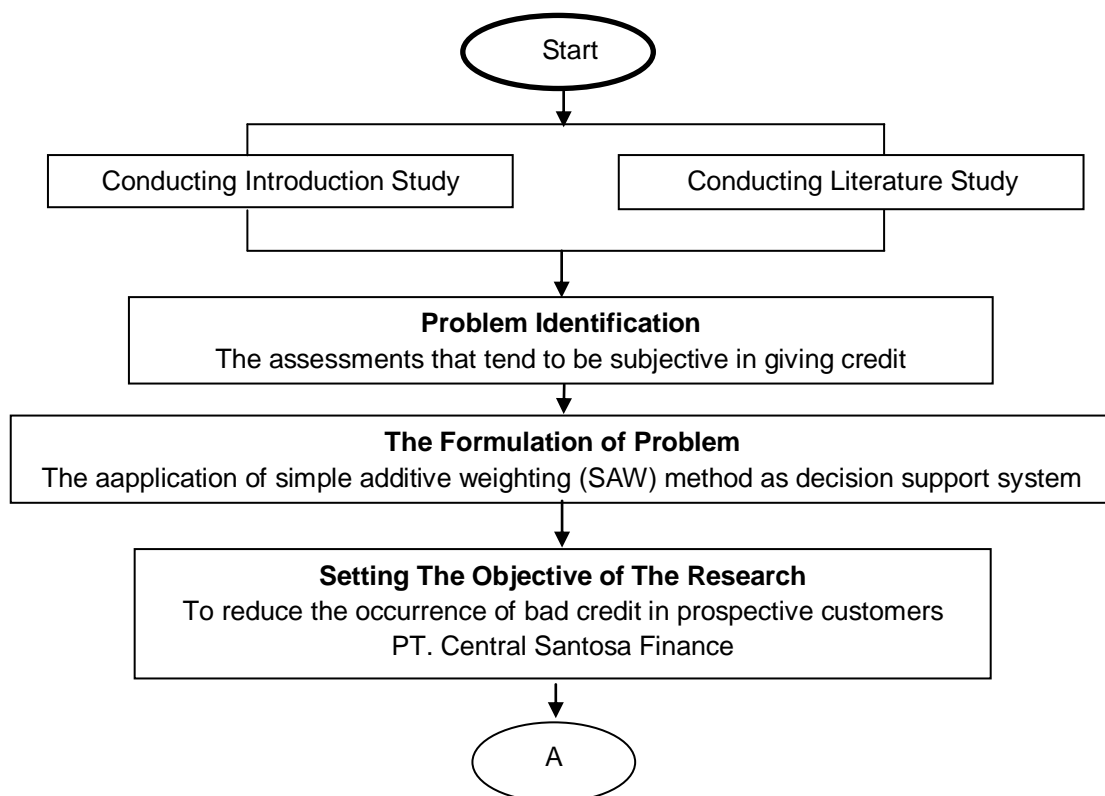 Start
Conducting Introduction Study
Conducting Literature Study
Problem Identification
The assessments that tend to be subjective in giving credit
The Formulation of Problem
The aapplication of simple additive weighting (SAW) method as decision support system
Setting The Objective of The Research
To reduce the occurrence of bad credit in prospective customers
PT. Central Santosa Finance
A